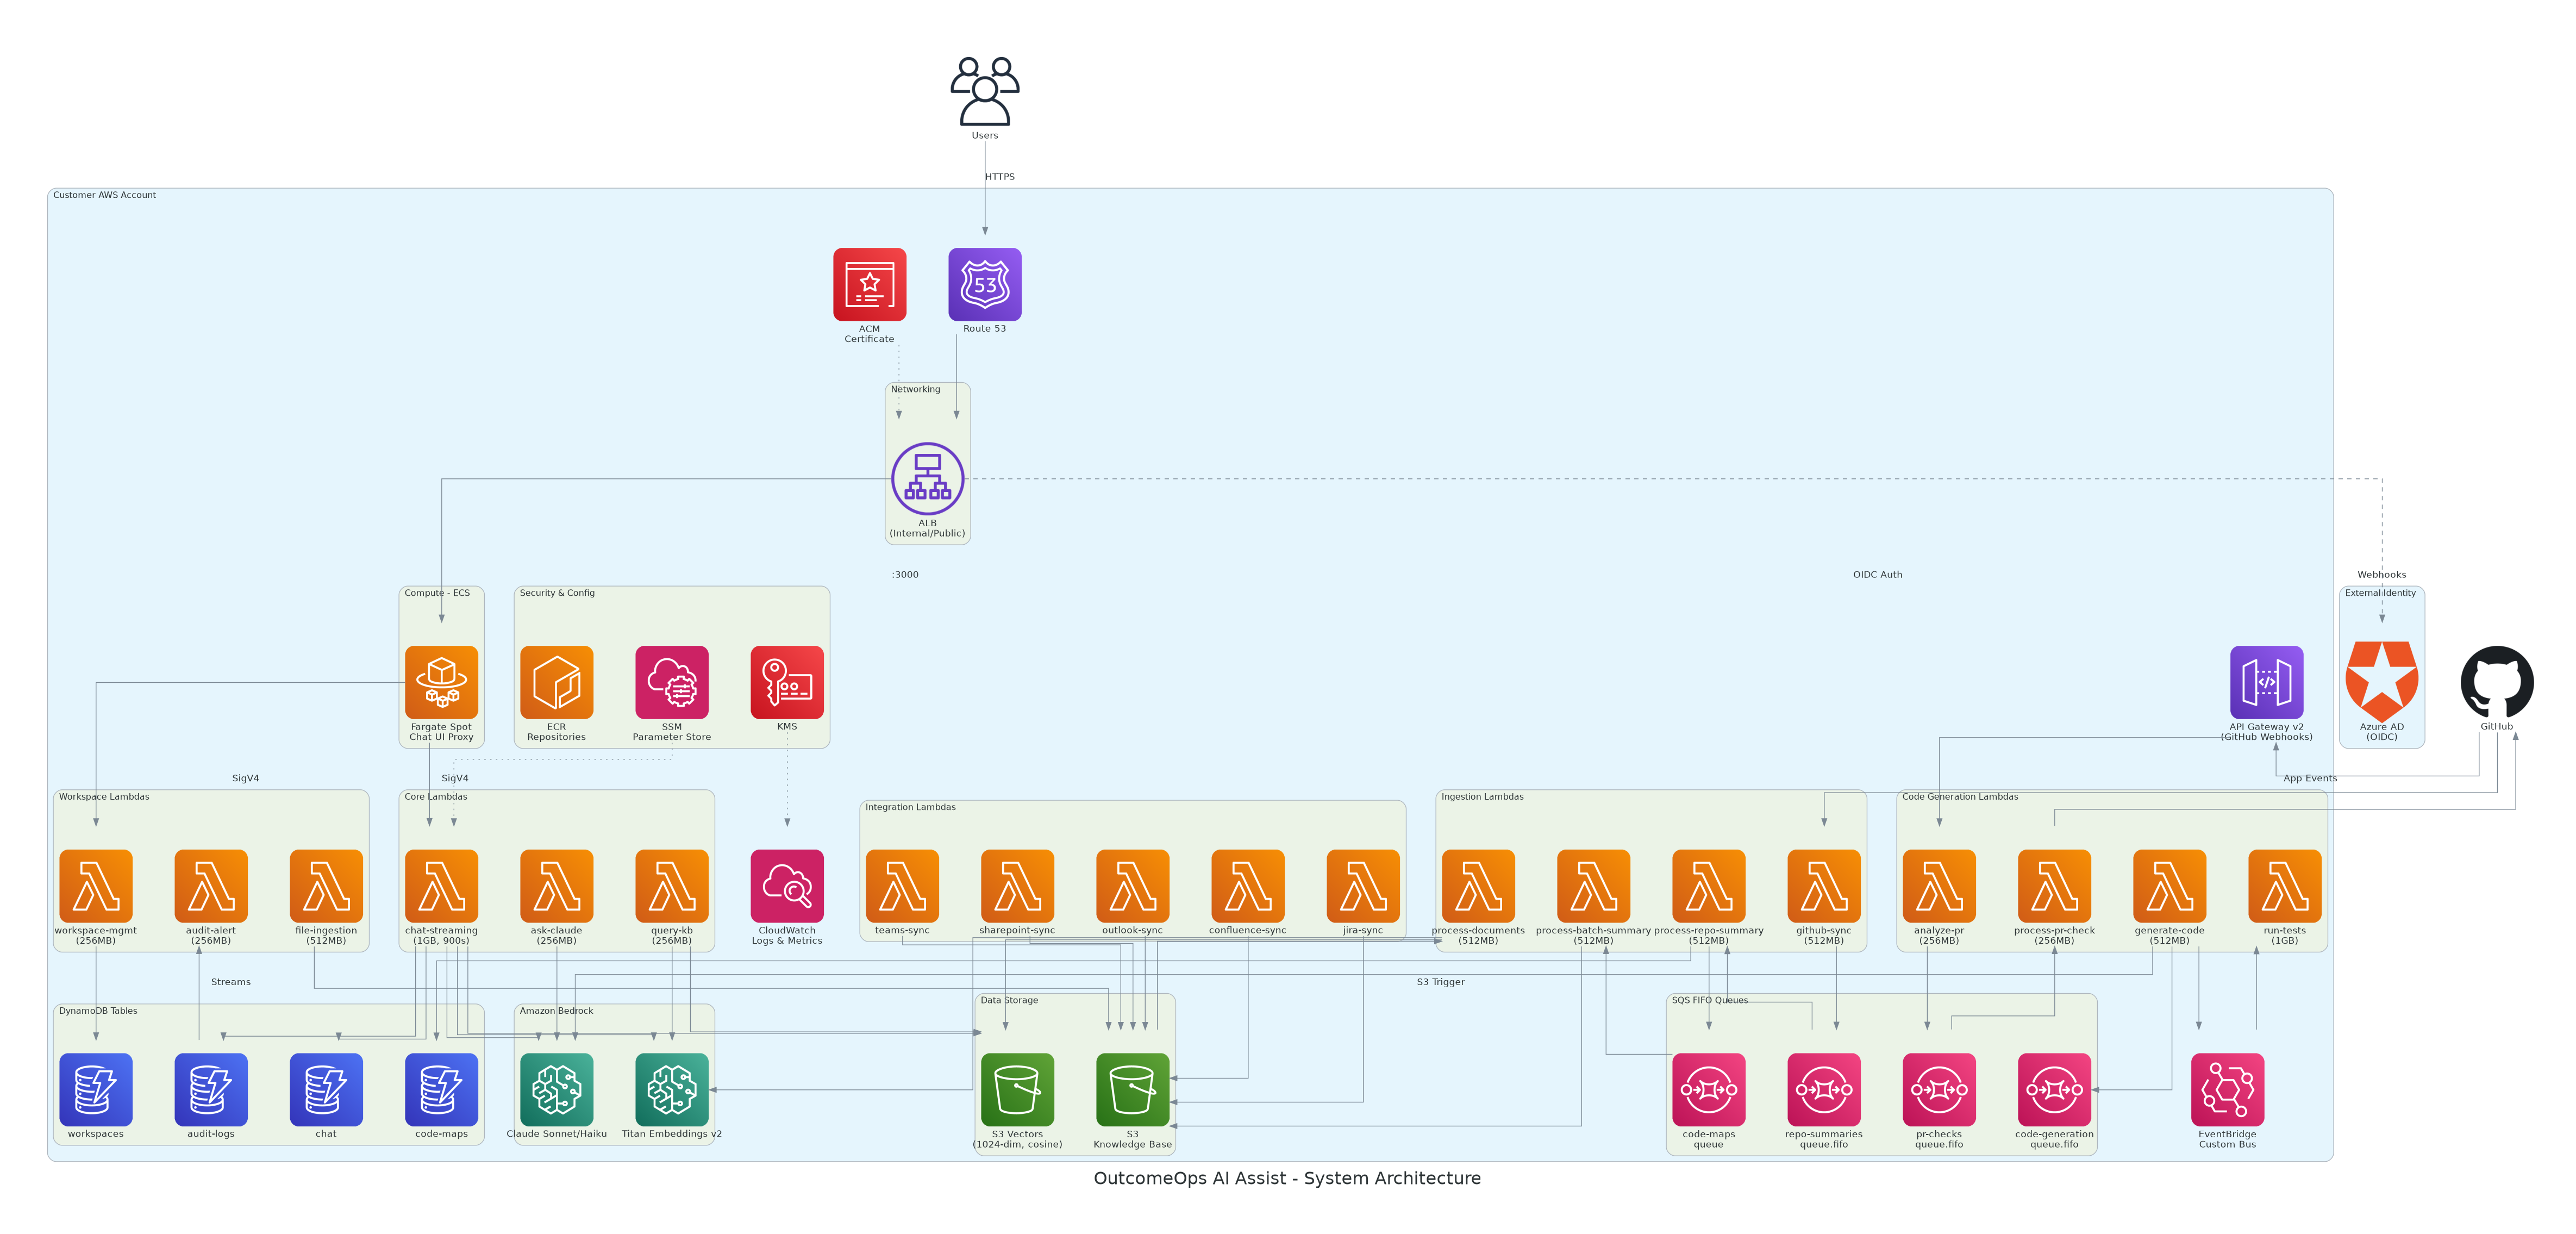 Users
HTTPS
Customer AWS Account
53
ACM
Certificate
Route 53
Networking
ALB
(Internal/Public)
:3000
OIDC Auth
Webhooks
Compute - ECS
Security & Config
External Identity
Fargate Spot
Chat UI Proxy
ECR
Repositories
SSM
Parameter Store
KMS
API Gateway v2
(GitHub Webhooks)
Azure AD
(OIDC)
GitHub
SigV4
SigV4
App Events
Workspace Lambdas
Core Lambdas
Integration Lambdas
Ingestion Lambdas
Code Generation Lambdas
workspace-mgmt
(256MB)
audit-alert
(256MB)
file-ingestion
(512MB)
chat-streaming
(1GB, 900s)
ask-claude
(256MB)
query-kb
(256MB)
CloudWatch
Logs & Metrics
teams-sync
sharepoint-sync
outlook-sync
confluence-sync
jira-sync
process-documents
(512MB)
process-batch-summary
(512MB)
process-repo-summary
(512MB)
github-sync
(512MB)
analyze-pr
(256MB)
process-pr-check
(256MB)
generate-code
(512MB)
run-tests
(1GB)
Streams
S3 Trigger
DynamoDB Tables
Amazon Bedrock
Data Storage
SQS FIFO Queues
workspaces
audit-logs
chat
code-maps
Claude Sonnet/Haiku
Titan Embeddings v2
S3 Vectors
(1024-dim, cosine)
S3
Knowledge Base
code-maps
queue
repo-summaries
queue.fifo
pr-checks
queue.fifo
code-generation
queue.fifo
EventBridge
Custom Bus
OutcomeOps AI Assist - System Architecture